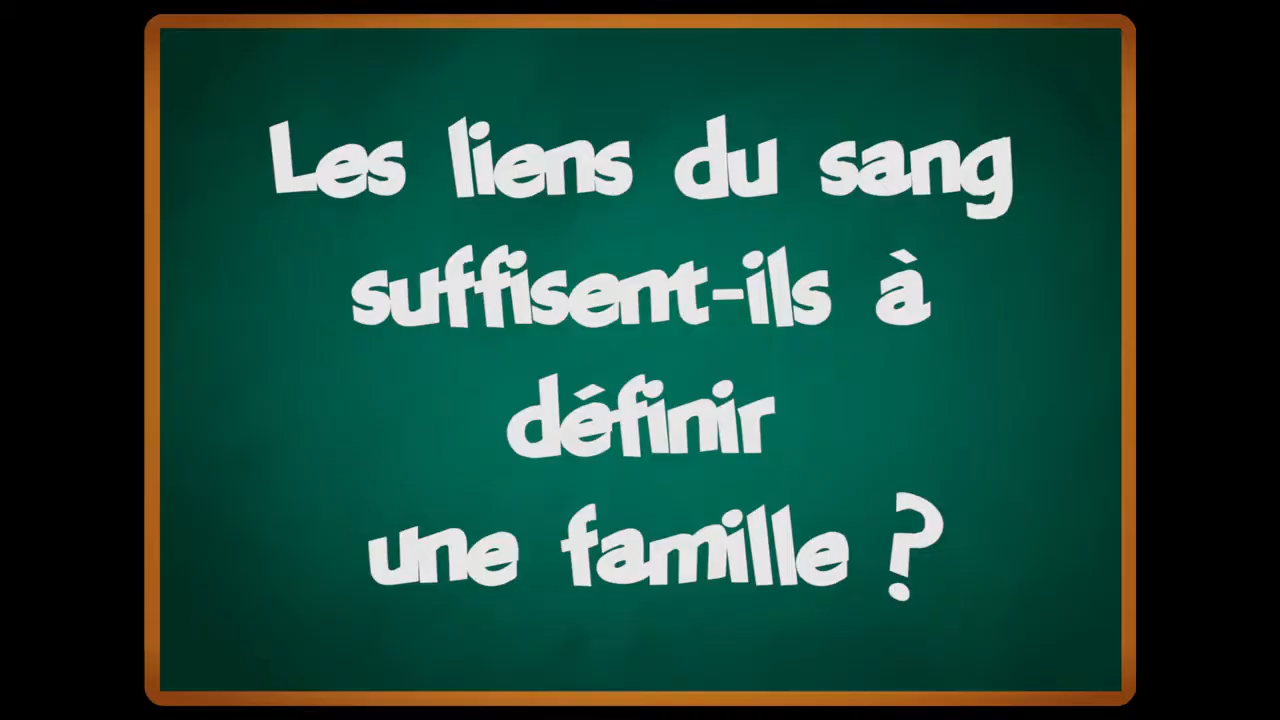 Les liens du sang
suffisent-ils à
définir
une famille ?